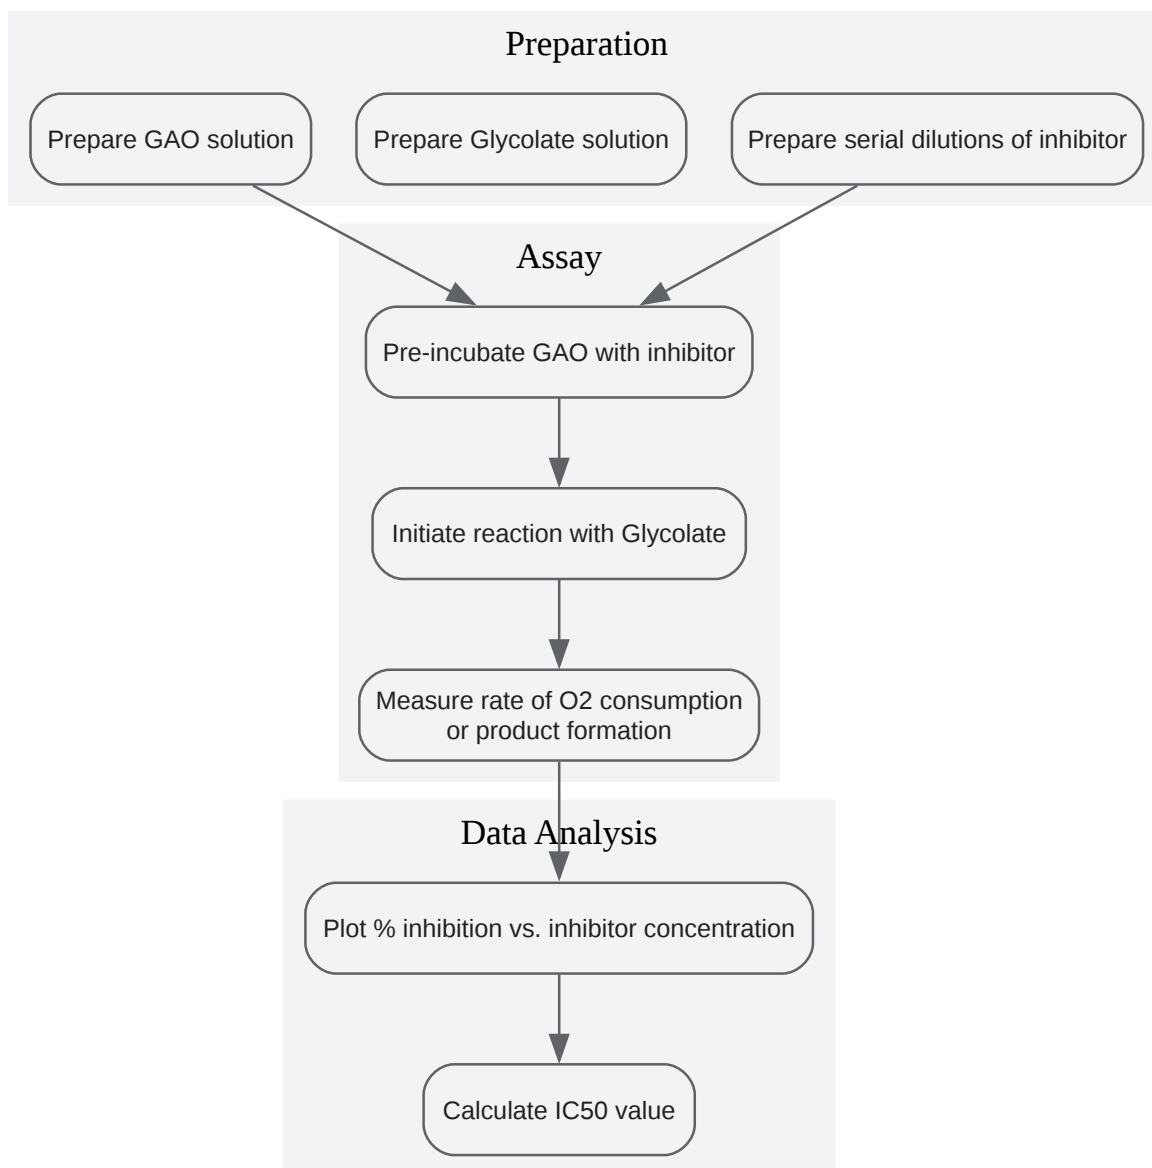 Preparation
Prepare GAO solution
Prepare Glycolate solution
Prepare serial dilutions of inhibitor
Assay
Pre-incubate GAO with inhibitor
Initiate reaction with Glycolate
Measure rate of O2 consumption
or product formation
Data Analysis
Plot % inhibition vs. inhibitor concentration
Calculate IC50 value